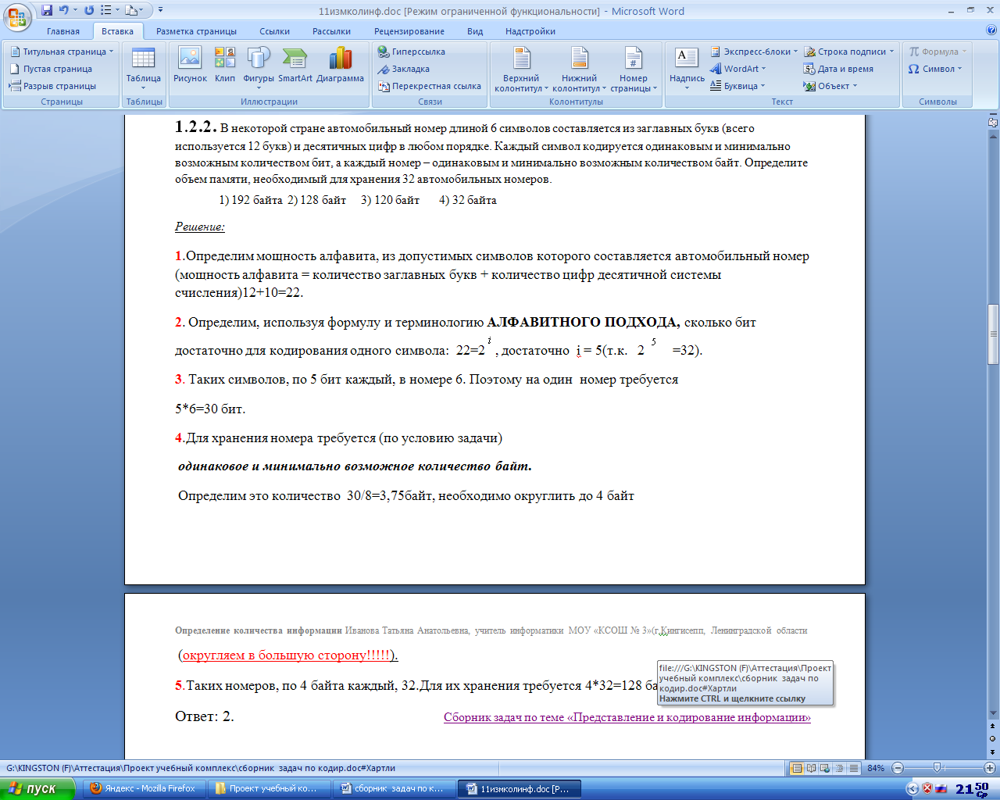 11измколинф.doc [Режим ограниченной функциональности] - Microsoft Word
Главная Вставка Разметка страницы Ссылки Рассылки Рецензирование Вид Надстройки
Титульная страница
Пустая страница
Разрыв страницы
Страницы
Таблица
Таблицы
Рисунок Клип Фигуры SmartArt Диаграмма
Иллюстрации
Гиперссылка
Закладка
Перекрестная ссылка
Связи
Верхний колонтитул Нижний колонтитул Номер страницы
Колонтитулы
Надпись
Экспресс-блоки
WordArt
Буквица
Строка подписи
Дата и время
Объект
Текст
Формула
Символ
Символы
1.2.2. В некоторой стране автомобильный номер длиной 6 символов составляется из заглавных букв (всего
используется 12 букв) и десятичных цифр в любом порядке. Каждый символ кодируется одинаковым и минимально
возможным количеством бит, а каждый номер – одинаковым и минимально возможным количеством байт. Определите
объем памяти, необходимый для хранения 32 автомобильных номеров.
1) 192 байта 2) 128 байт 3) 120 байт 4) 32 байта
Решение:
1.Определим мощность алфавита, из допустимых символов которого составляется автомобильный номер
(мощность алфавита = количество заглавных букв + количество цифр десятичной системы
счисления)12+10=22.
2. Определим, используя формулу и терминологию АЛФАВИТНОГО ПОДХОДА, сколько бит
достаточно для кодирования одного символа: 22=2 i , достаточно i = 5(т.к. 2 5 =32).
3. Таких символов, по 5 бит каждый, в номере 6. Поэтому на один номер требуется
5*6=30 бит.
4.Для хранения номера требуется (по условию задачи)
одинаковое и минимально возможное количество байт.
Определим это количество 30/8=3,75байт, необходимо округлить до 4 байт
Определение количества информации Иванова Татьяна Анатольевна, учитель информатики МОУ «КСОШ № 3»(г.Кингисепп, Ленинградской области
(округляем в большую сторону!!!!!).
5.Таких номеров, по 4 байта каждый, 32.Для их хранения требуется 4*32=128 ба
file:///G:\KINGSTON (F)\Аттестация\Проект
учебный комплекс\сборник задач по
кодир.doc#Хартли
Нажмите CTRL и щелкните ссылку
Ответ: 2. Сборник задач по теме «Представление и кодирование информации»
G:\KINGSTON (F)\Аттестация\Проект учебный комплекс\сборник задач по кодир.doc#Хартли 84%
пуск Яндекс - Mozilla Firefox Проект учебный ко... сборник задач по к... 11измколинф.doc [Р... 21 50 Ср